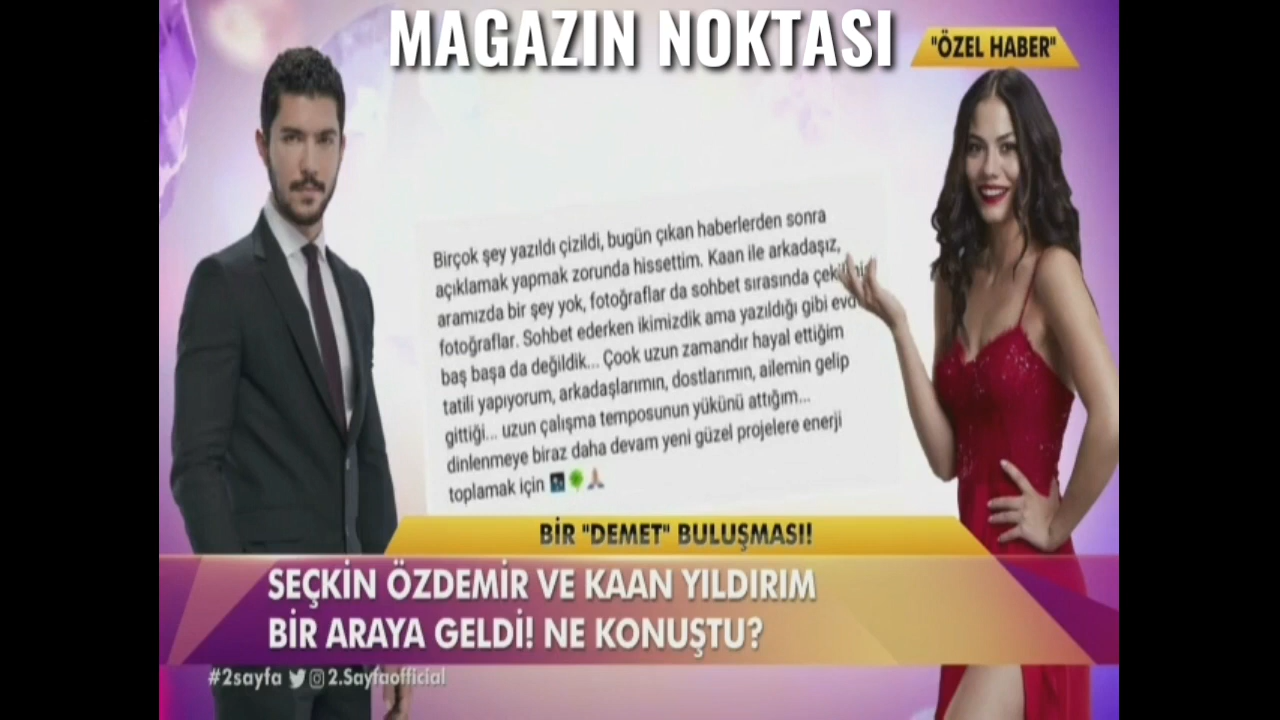 MAGAZIN NOKTASI
"ÖZEL HABER"
Birçok şey yazıldı çizildi, bugün çıkan haberlerden sonra
açıklamak yapmak zorunda hissettim. Kaan ile arkadaşız,
aramızda bir şey yok, fotoğraflar da sohbet sırasında
fotoğraflar. Sohbet ederken ikimizdik ama yazıldığı gibi
baş başa da değildik... Çook uzun zamandır hayal ettiğim
tatili yapıyorum, arkadaşlarımın, dostlarımın, ailemin gelip
gittiği... uzun çalışma temposunun yükünü attığım...
dinlenmeye biraz daha devam yeni güzel projelere enerji
toplamak için 🌃🌳🙏🏼
BİR "DEMET" BULUŞMASI!
SEÇKİN ÖZDEMİR VE KAAN YILDIRIM
BİR ARAYA GELDİ! NE KONUŞTU?
#2sayfa 2.Sayfaofficial